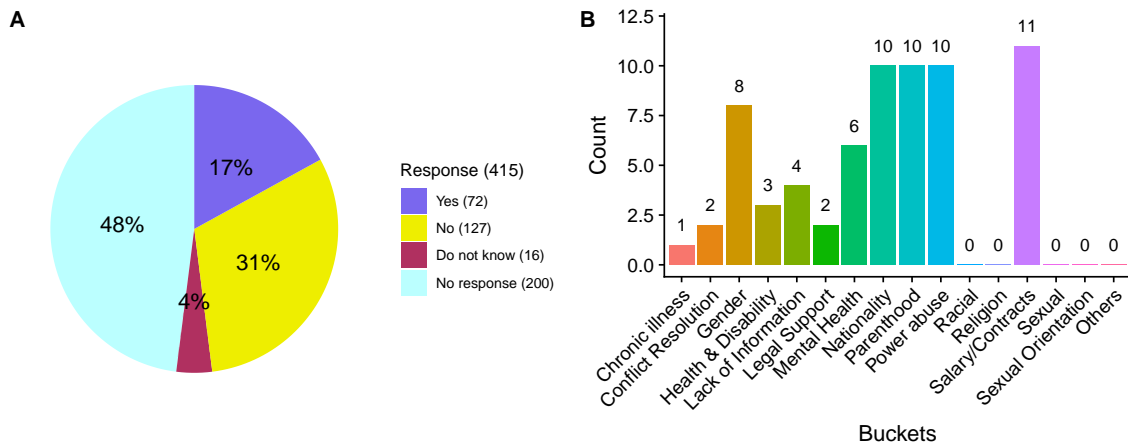 A
17%
48%
31%
4%
Response (415)
Yes (72)
No (127)
Do not know (16)
No response (200)
B
12.5
10.0
7.5
5.0
2.5
0.0
Count
1
2
8
3
4
2
6
10
10
10
0
0
11
0
0
0
Chronic illness
Conflict Resolution
Gender
Health & Disability
Lack of Information
Legal Support
Mental Health
Nationality
Parenthood
Power abuse
Racial
Religion
Salary/Contracts
Sexual
Sexual Orientation
Others
Buckets